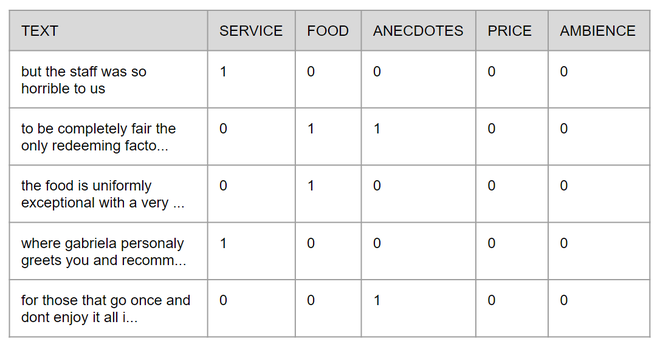 TEXT SERVICE FOOD ANECDOTES PRICE AMBIENCE
but the staff was so 1 0 0 0 0
horrible to us
to be completely fair the 0 1 1 0 0
only redeeming facto...
the food is uniformly 0 1 0 0 0
exceptional with a very ...
where gabriela personaly 1 0 0 0 0
greets you and recomm...
for those that go once and 0 0 1 0 0
dont enjoy it all i...